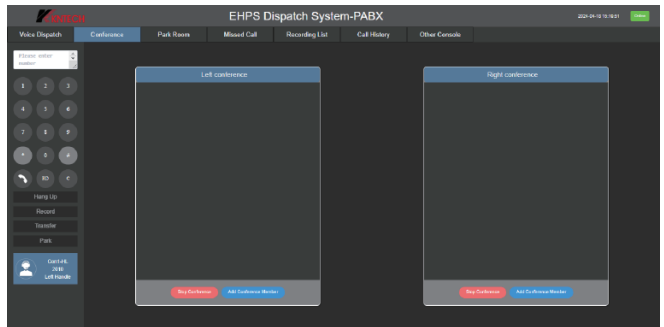 EHPS Dispatch System-PABX
Voice Dispatch
Conference
Park Room
Missed Call
Recording List
Call History
Other Console
Please enter
number
1 2 3
4 5 6
7 8 9
* 0 #
RD C
Hang Up
Record
Transfer
Park
Left Handle
Left conference
Stop Conference
Add Conference Member
Right conference
Stop Conference
Add Conference Member